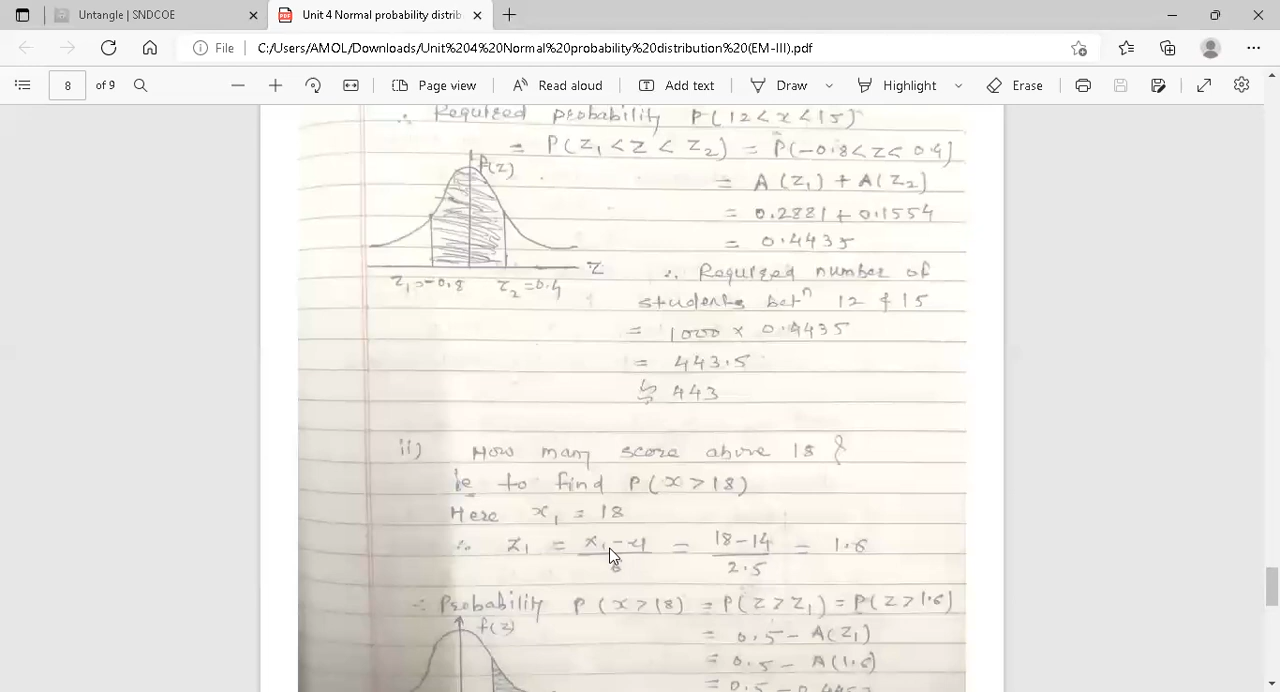 Untangle | SNDCOE
Unit 4 Normal probability distrib
File C:/Users/AMOL/Downloads/Unit%204%20Normal%20probability%20distribution%20(EM-III).pdf
8 of 9 Page view Read aloud Add text Draw Highlight Erase
∴ Required probability P(12<x<15)
= P(Z₁<Z<Z₂) = P(-0.8<Z<0.4)
f(z)
= A(Z₁) + A(Z₂)
= 0.2881 + 0.1554
= 0.4435
Z
Z₁=-0.8 Z₂=0.4
∴ Required number of
students betⁿ 12 & 15
= 1000 × 0.4435
= 443.5
≈ 443
ii) How many score above 18 ?
ie to find P(x>18)
Here x₁ = 18
∴ Z₁ = x₁-μ = 18-14 = 1.6
2.5
∴ Probability P(x>18) = P(Z>Z₁) = P(Z>1.6)
f(z)
= 0.5 - A(Z₁)
= 0.5 - A(1.6)
= 0.5 - 0.4452